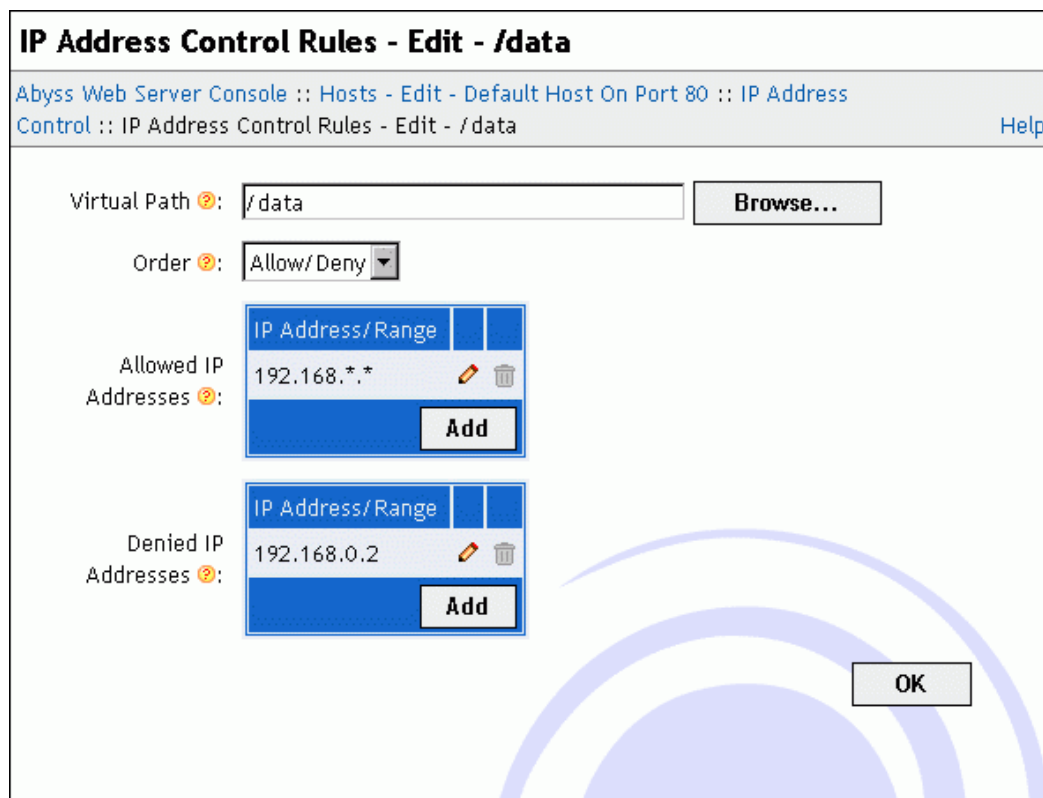 IP Address Control Rules - Edit - /data
Abyss Web Server Console :: Hosts - Edit - Default Host On Port 80 :: IP Address
Control :: IP Address Control Rules - Edit - /data Help
Virtual Path ?: /data Browse...
Order ?: Allow/Deny
IP Address/Range
Allowed IP
Addresses ?:
192.168.*.*
Add
IP Address/Range
Denied IP
Addresses ?:
192.168.0.2
Add
OK